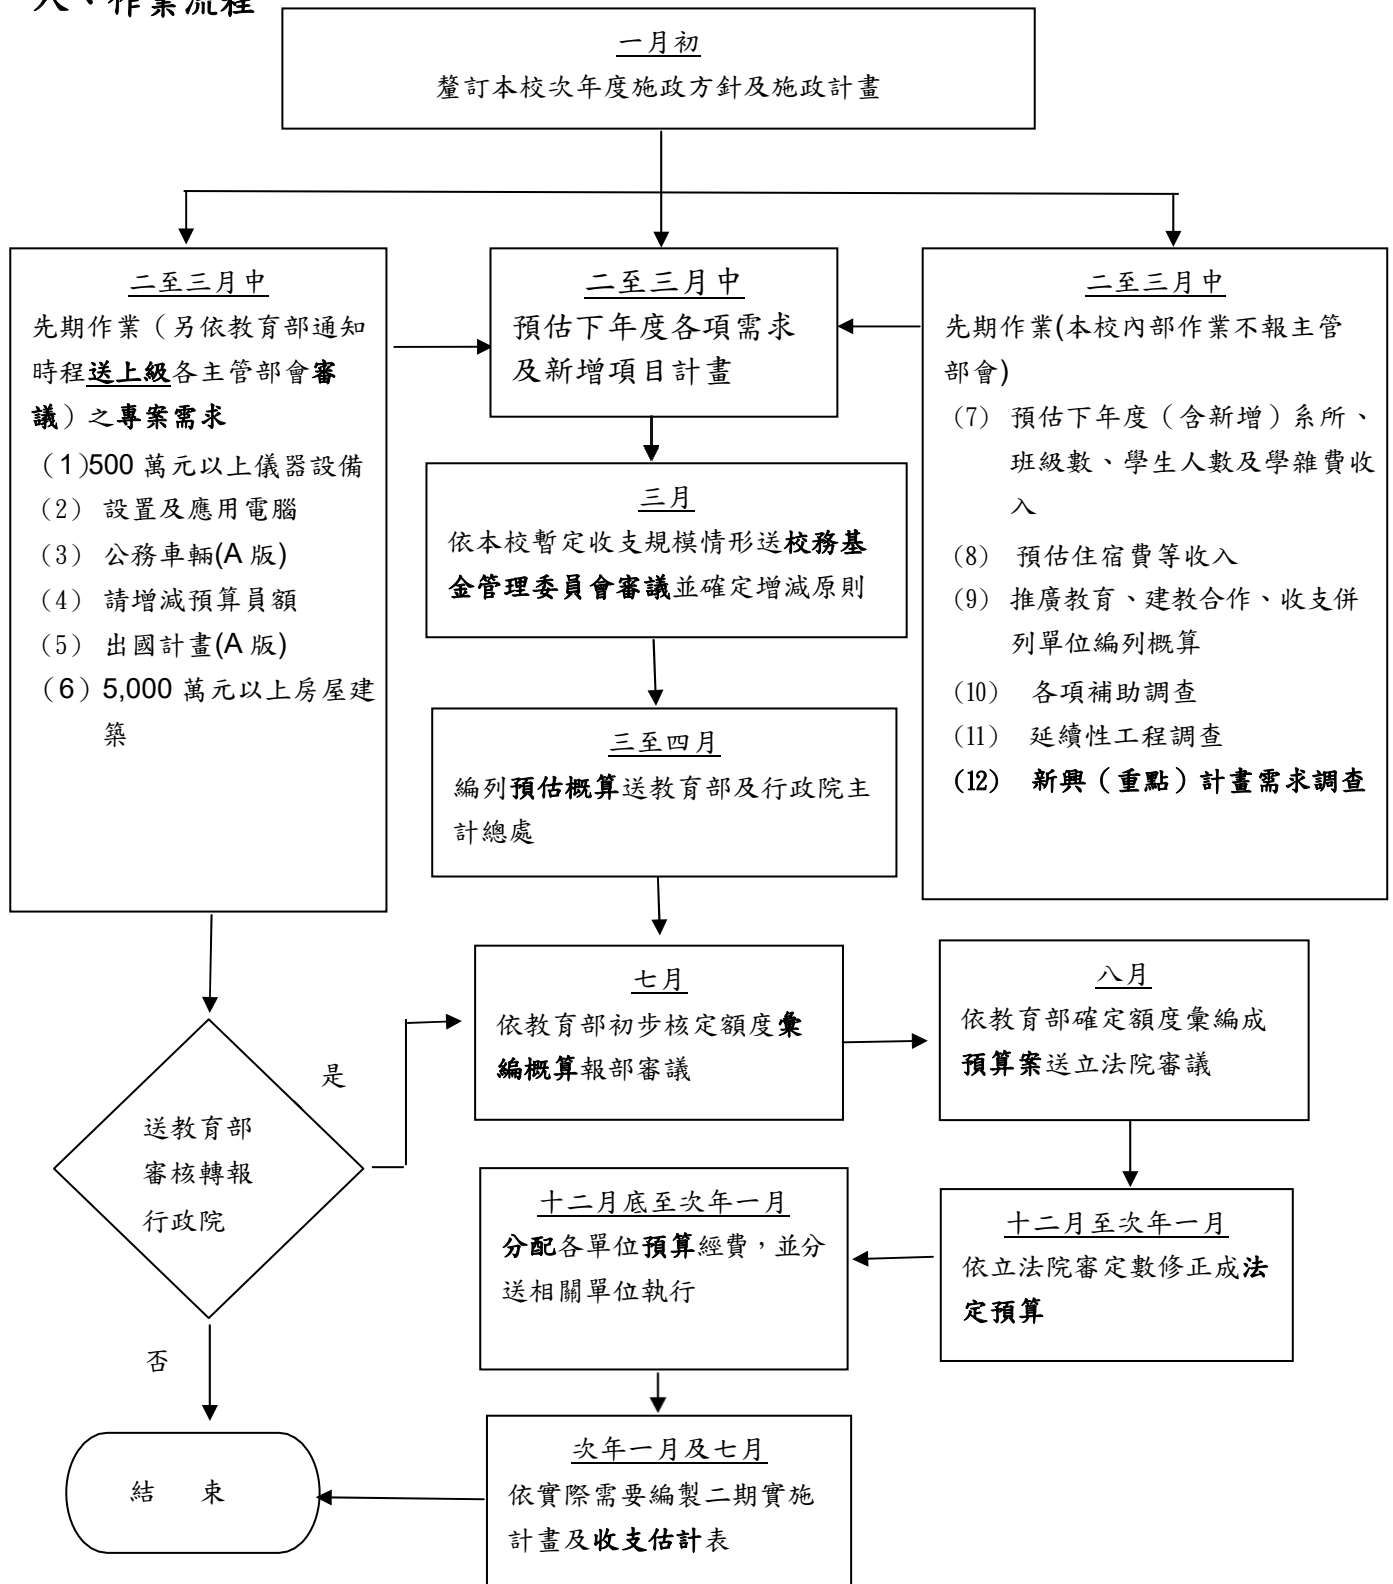 八、作業流程
一月初
釐訂本校次年度施政方針及施政計畫
二至三月中
先期作業（另依教育部通知
時程送上級各主管部會審
議）之專案需求
（1）500 萬元以上儀器設備
（2） 設置及應用電腦
（3） 公務車輛(A 版)
（4） 請增減預算員額
（5） 出國計畫(A 版)
（6）5,000 萬元以上房屋建
築
二至三月中
預估下年度各項需求
及新增項目計畫
二至三月中
先期作業(本校內部作業不報主管
部會)
(7) 預估下年度（含新增）系所、
班級數、學生人數及學雜費收
入
(8) 預估住宿費等收入
(9) 推廣教育、建教合作、收支併
列單位編列概算
(10) 各項補助調查
(11) 延續性工程調查
(12) 新興（重點）計畫需求調查
三月
依本校暫定收支規模情形送校務基
金管理委員會審議並確定增減原則
三至四月
編列預估概算送教育部及行政院主
計總處
七月
依教育部初步核定額度彙
編概算報部審議
八月
依教育部確定額度彙編成
預算案送立法院審議
是
送教育部
審核轉報
行政院
十二月底至次年一月
分配各單位預算經費，並分
送相關單位執行
十二月至次年一月
依立法院審定數修正成法
定預算
否
結 束
次年一月及七月
依實際需要編製二期實施
計畫及收支估計表